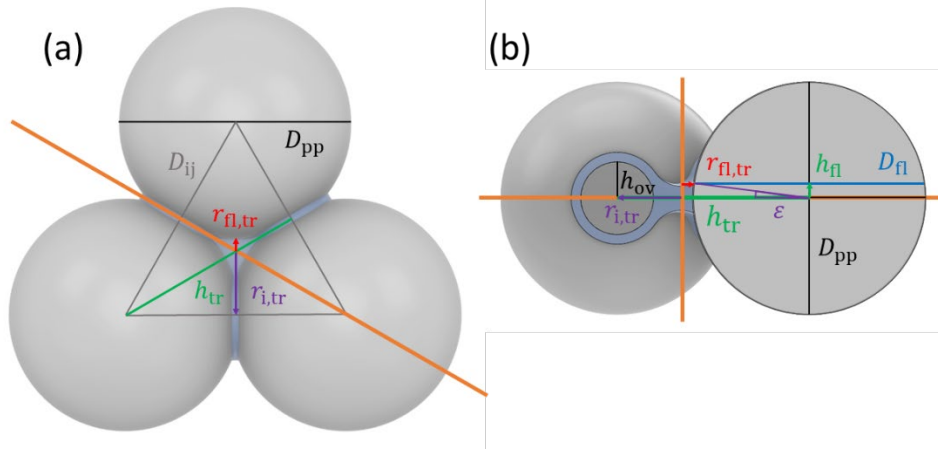 (a)
D_ij
D_pp
r_fl,tr
h_tr
r_i,tr
(b)
D_fl
r_fl,tr
h_fl
h_ov
r_i,tr
h_tr
ε
D_pp